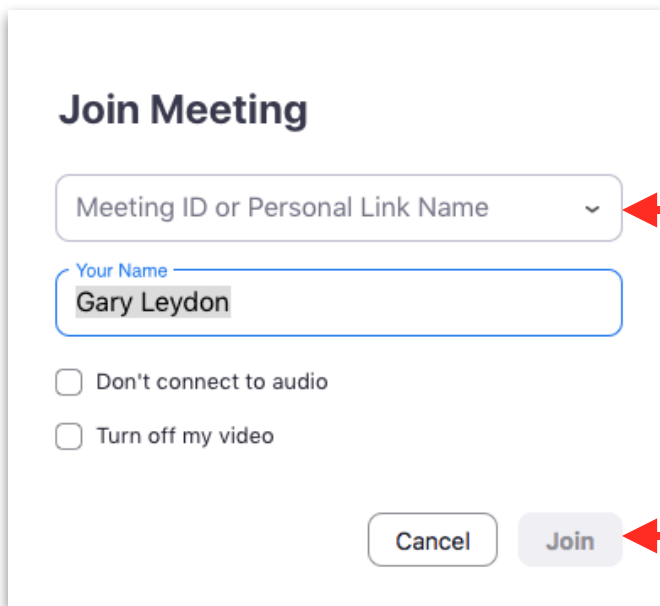 Join Meeting
Meeting ID or Personal Link Name
Your Name
Gary Leydon
Don't connect to audio
Turn off my video
Cancel Join